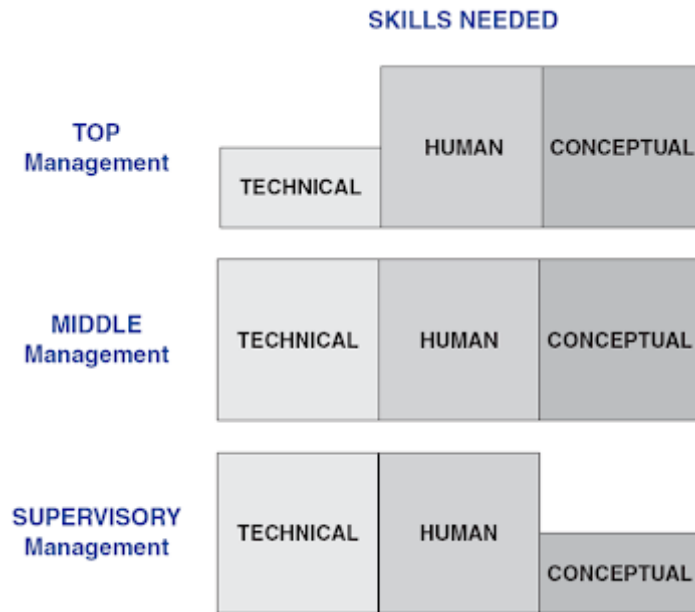 SKILLS NEEDED
TOP
Management
TECHNICAL
HUMAN
CONCEPTUAL
MIDDLE
Management
TECHNICAL
HUMAN
CONCEPTUAL
SUPERVISORY
Management
TECHNICAL
HUMAN
CONCEPTUAL